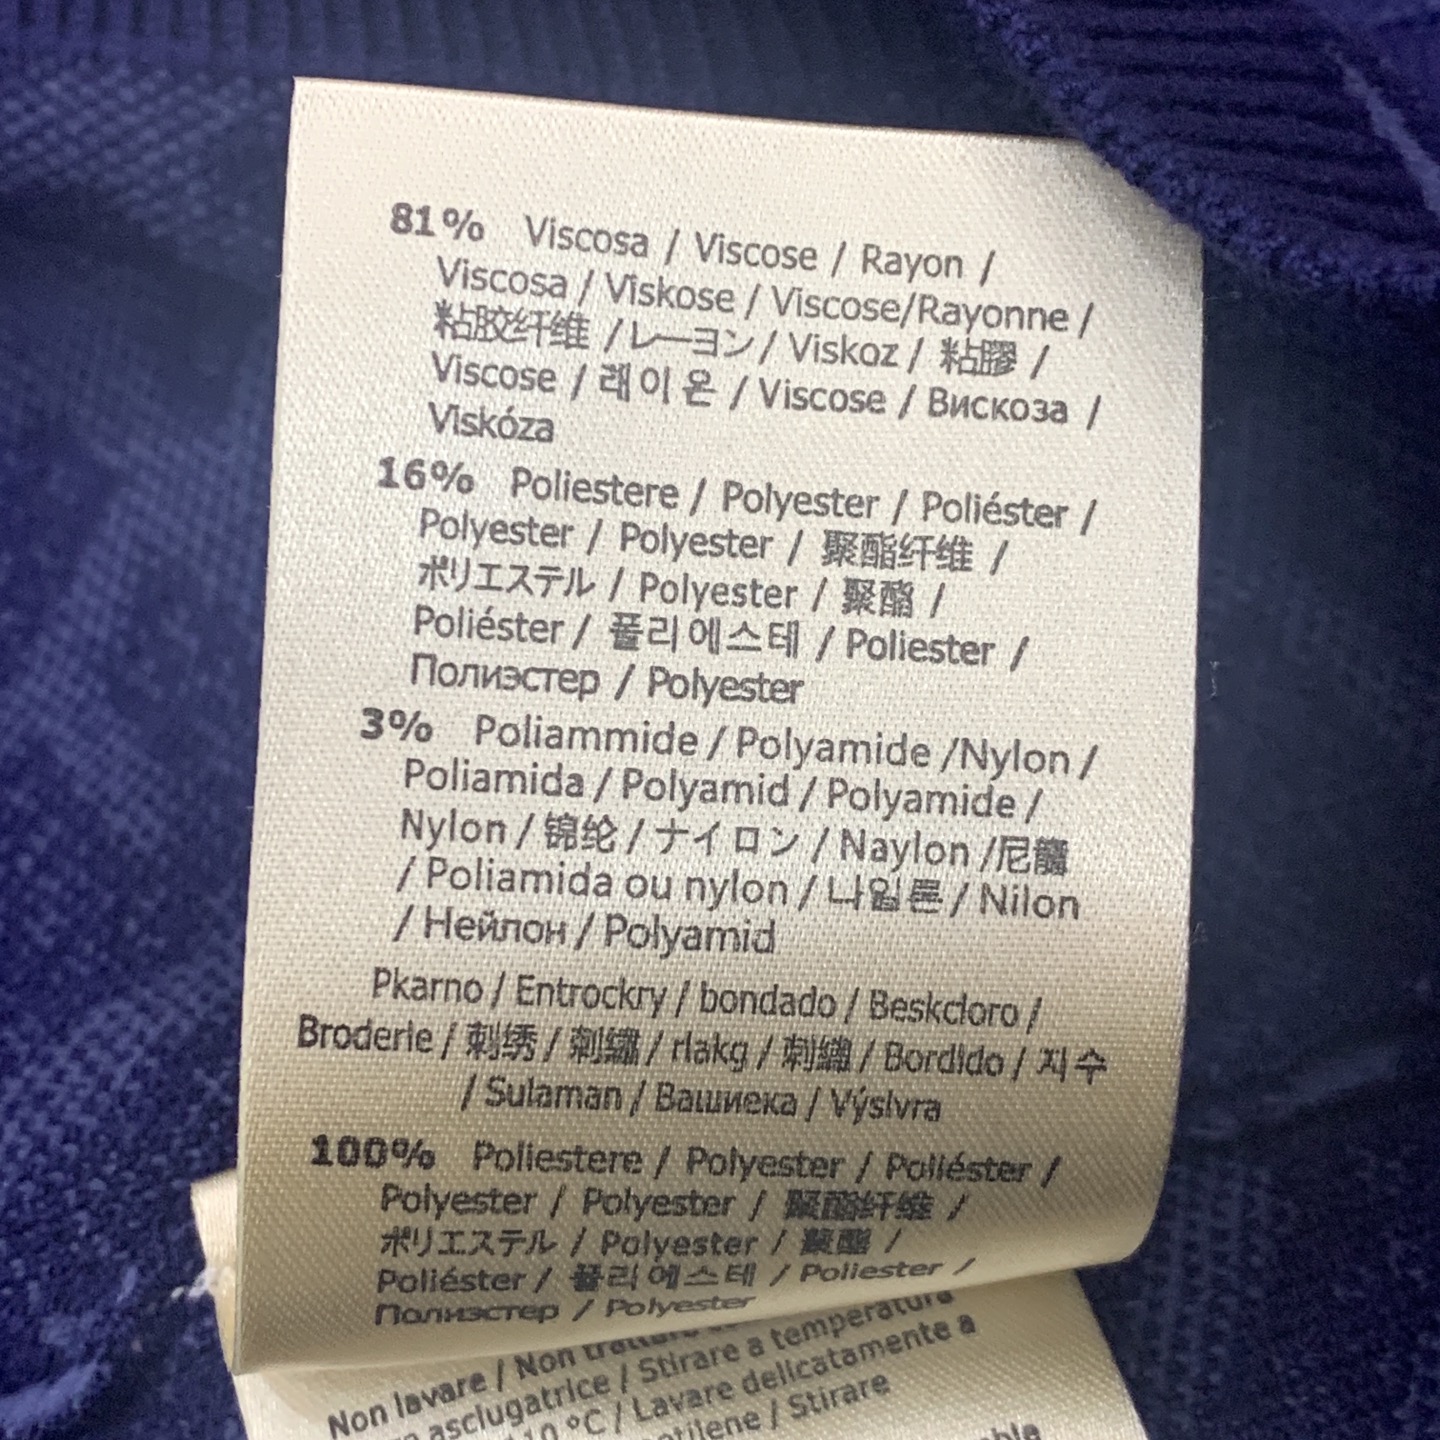 81% Viscosa / Viscose / Rayon /
Viscosa / Viskose / Viscose/Rayonne /
粘胶纤维 /レーヨン/ Viskoz / 粘膠 /
Viscose / 레이온 / Viscose / Вискоза /
Viskóza
16% Poliestere / Polyester / Poliéster /
Polyester / Polyester / 聚酯纤维 /
ポリエステル / Polyester / 聚酯 /
Poliéster / 폴리에스테 / Poliester /
Полиэстер / Polyester
3% Poliammide / Polyamide /Nylon /
Poliamida / Polyamid / Polyamide /
Nylon / 锦纶 / ナイロン / Naylon /尼龍
/ Poliamida ou nylon / 나일론 / Nilon
/ Нейлон / Polyamid
Pkarno / Entrockry / bondado / Beskcloro /
Broderie / 刺绣 / 刺繡 / rlakg / 刺繡 / Bordido / 자수
/ Sulaman / Вашиека / Výsivra
100% Poliestere / Polyester / Poliéster /
Polyester / Polyester / 聚酯纤维 /
ポリエステル / Polyester / 聚酯 /
Poliéster / 폴리에스테 / Poliester /
Полиэстер / Polyester
Non lavare / Non trattare
asclugatrice / Stirare a temperatura
110 °C / Lavare delicatamente a
/ Stirare